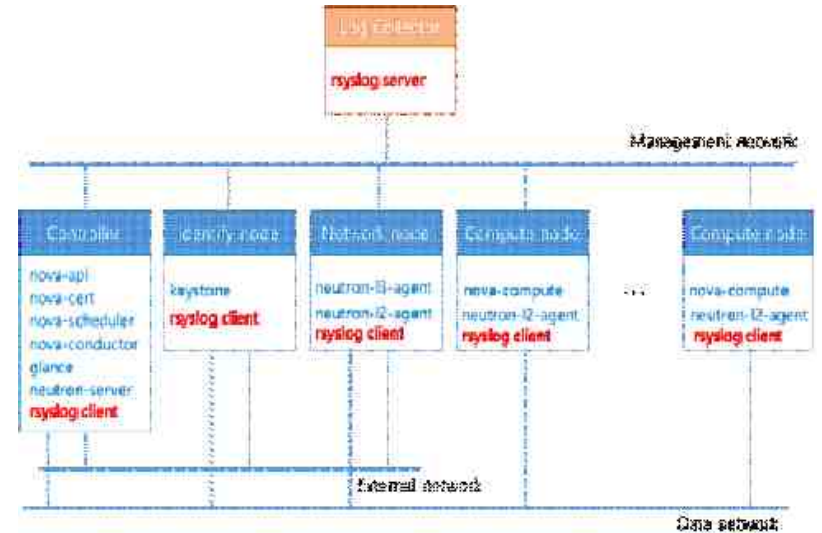 Log Collector
rsyslog server
Management network
Controller
nova-api
nova-cert
nova-scheduler
nova-conductor
glance
neutron-server
rsyslog client
Identify node
keystone
rsyslog client
Network node
neutron-l3-agent
neutron-l2-agent
rsyslog client
Compute node
nova-compute
neutron-l2-agent
rsyslog client
...
Compute node
nova-compute
neutron-l2-agent
rsyslog client
External network
Data network